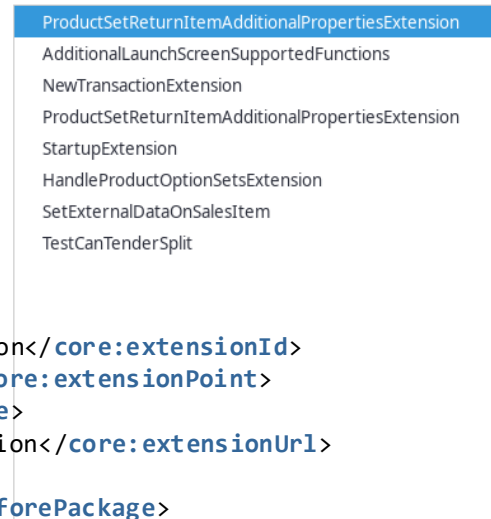 ProductSetReturnItemAdditionalPropertiesExtension
AdditionalLaunchScreenSupportedFunctions
NewTransactionExtension
ProductSetReturnItemAdditionalPropertiesExtension
StartupExtension
HandleProductOptionSetsExtension
SetExternalDataOnSalesItem
TestCanTenderSplit
on</core:extensionId>
ore:extensionPoint>
e>
ion</core:extensionUrl>
forePackage>